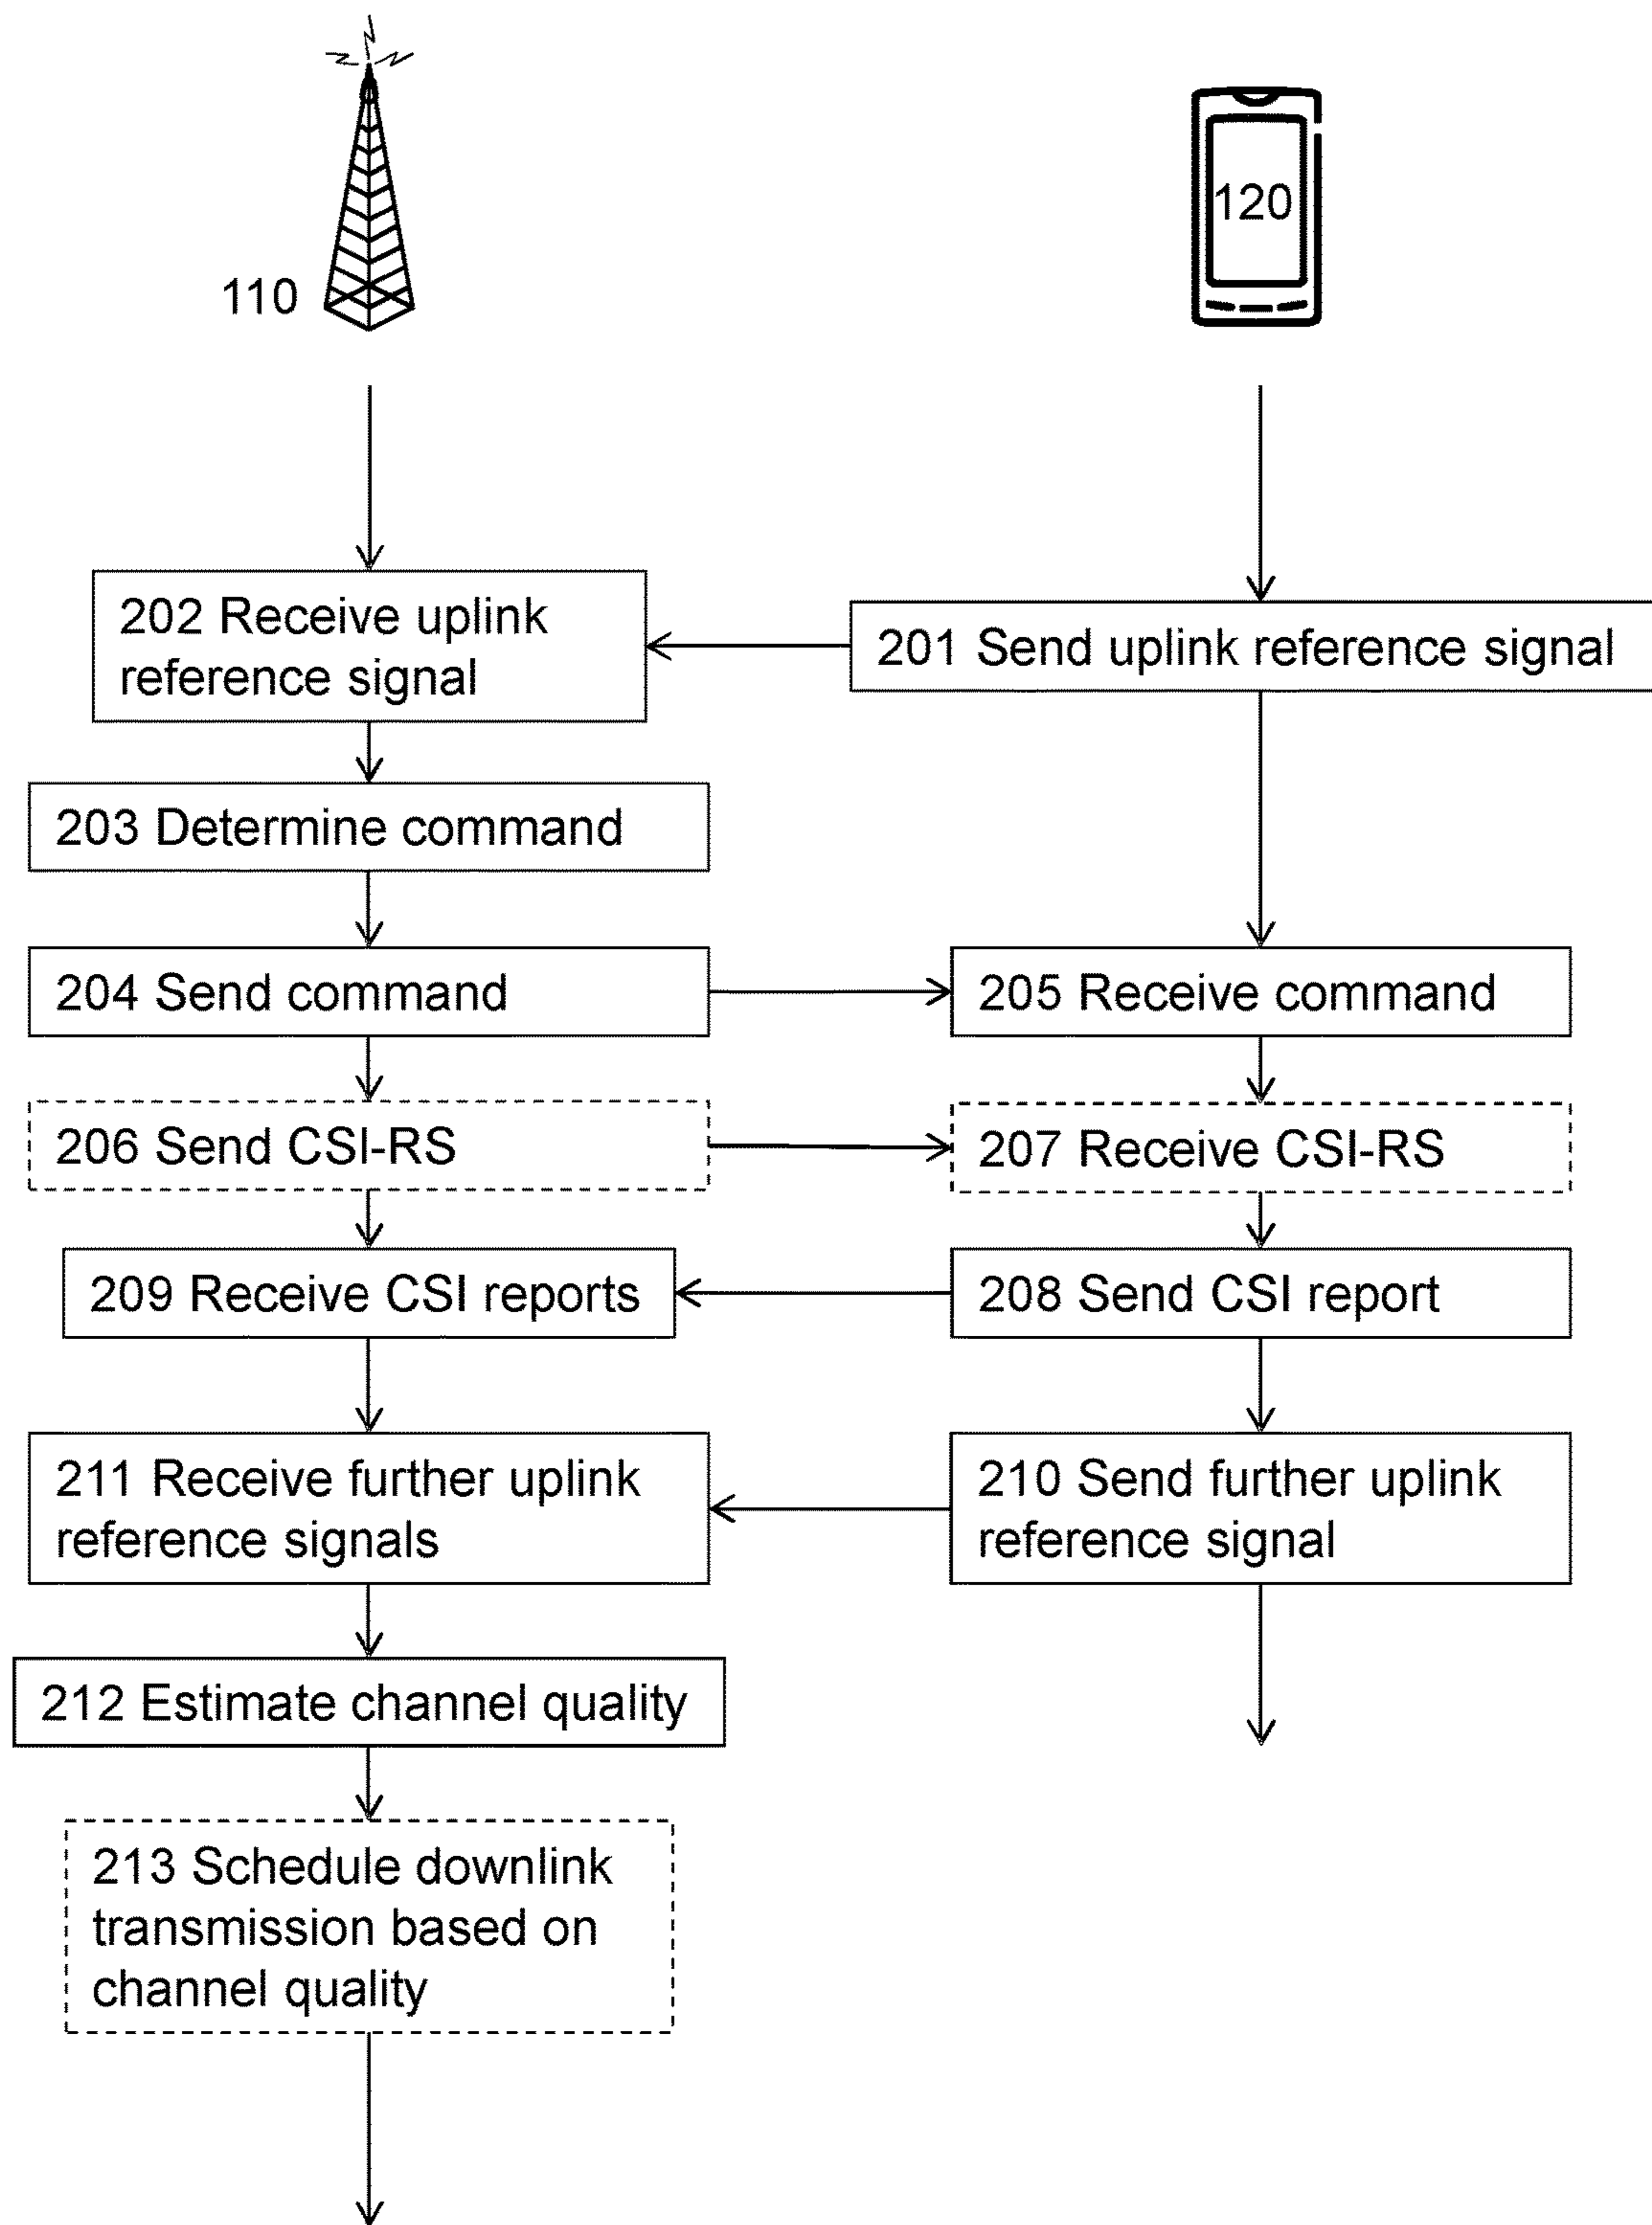 110
120
202 Receive uplink
reference signal
201 Send uplink reference signal
203 Determine command
204 Send command
205 Receive command
206 Send CSI-RS
207 Receive CSI-RS
209 Receive CSI reports
208 Send CSI report
211 Receive further uplink
reference signals
210 Send further uplink
reference signal
212 Estimate channel quality
213 Schedule downlink
transmission based on
channel quality